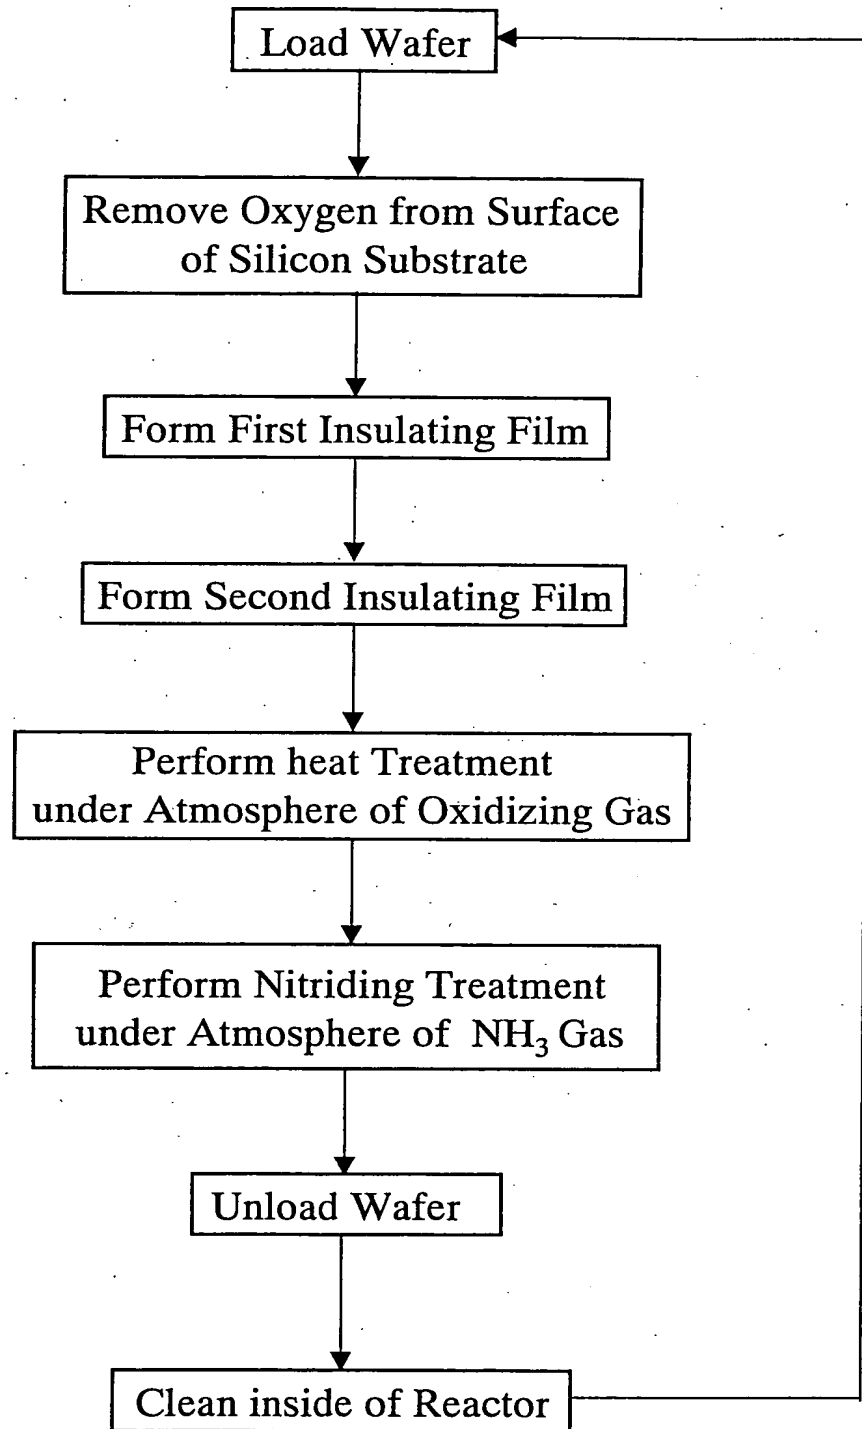 Load Wafer
Remove Oxygen from Surface
of Silicon Substrate
Form First Insulating Film
Form Second Insulating Film
Perform heat Treatment
under Atmosphere of Oxidizing Gas
Perform Nitriding Treatment
under Atmosphere of NH₃ Gas
Unload Wafer
Clean inside of Reactor